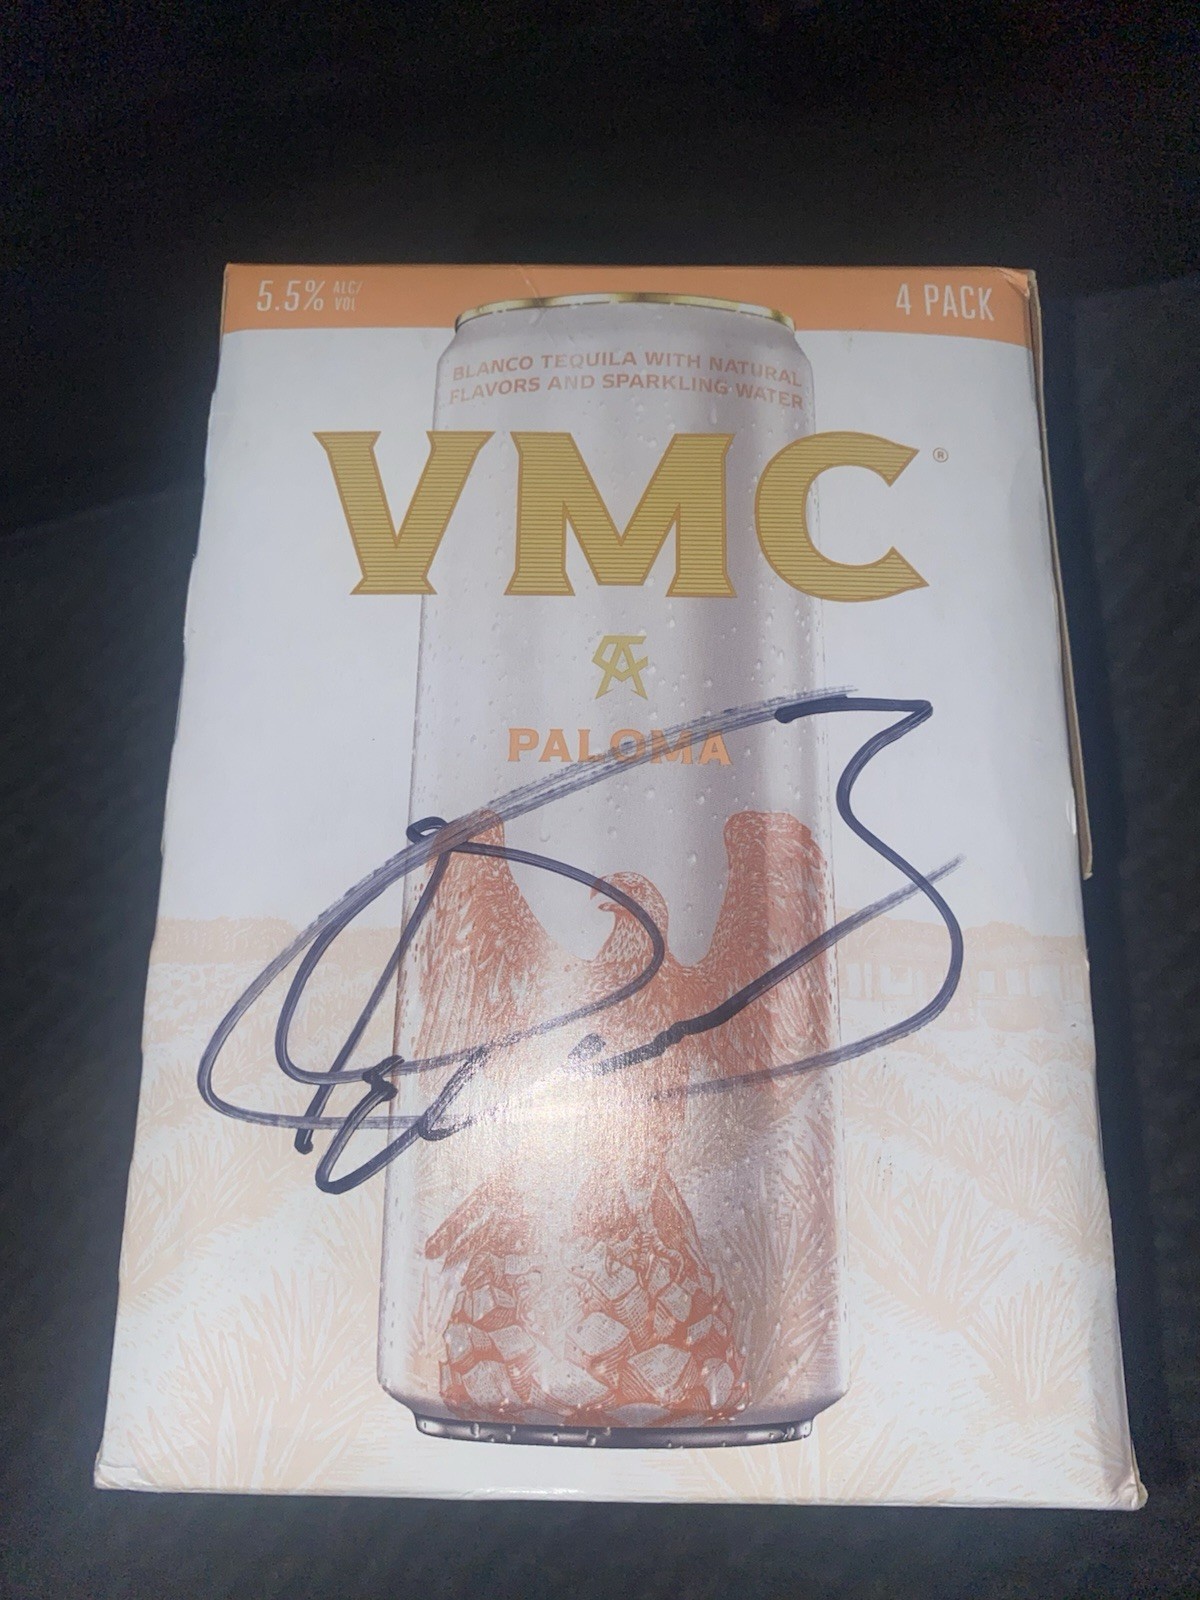 5.5% ALC/
VOL
4 PACK
BLANCO TEQUILA WITH NATURAL
FLAVORS AND SPARKLING WATER
VMC®
PALOMA